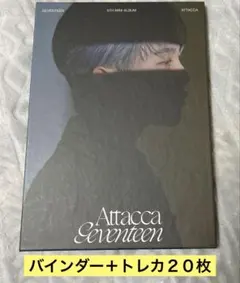 SEVENTEEN 9TH MINI ALBUM ATTACCA
Attacca
Seventeen
バインダー+トレカ20枚